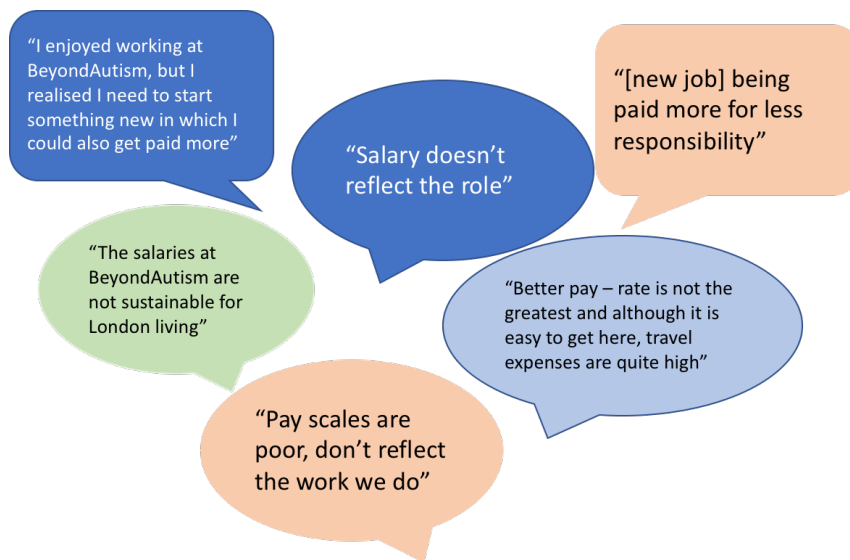 “I enjoyed working at
BeyondAutism, but I
realised I need to start
something new in which I
could also get paid more”
“Salary doesn’t
reflect the role”
“[new job] being
paid more for less
responsibility”
“The salaries at
BeyondAutism are
not sustainable for
London living”
“Better pay – rate is not the
greatest and although it is
easy to get here, travel
expenses are quite high”
“Pay scales are
poor, don’t reflect
the work we do”